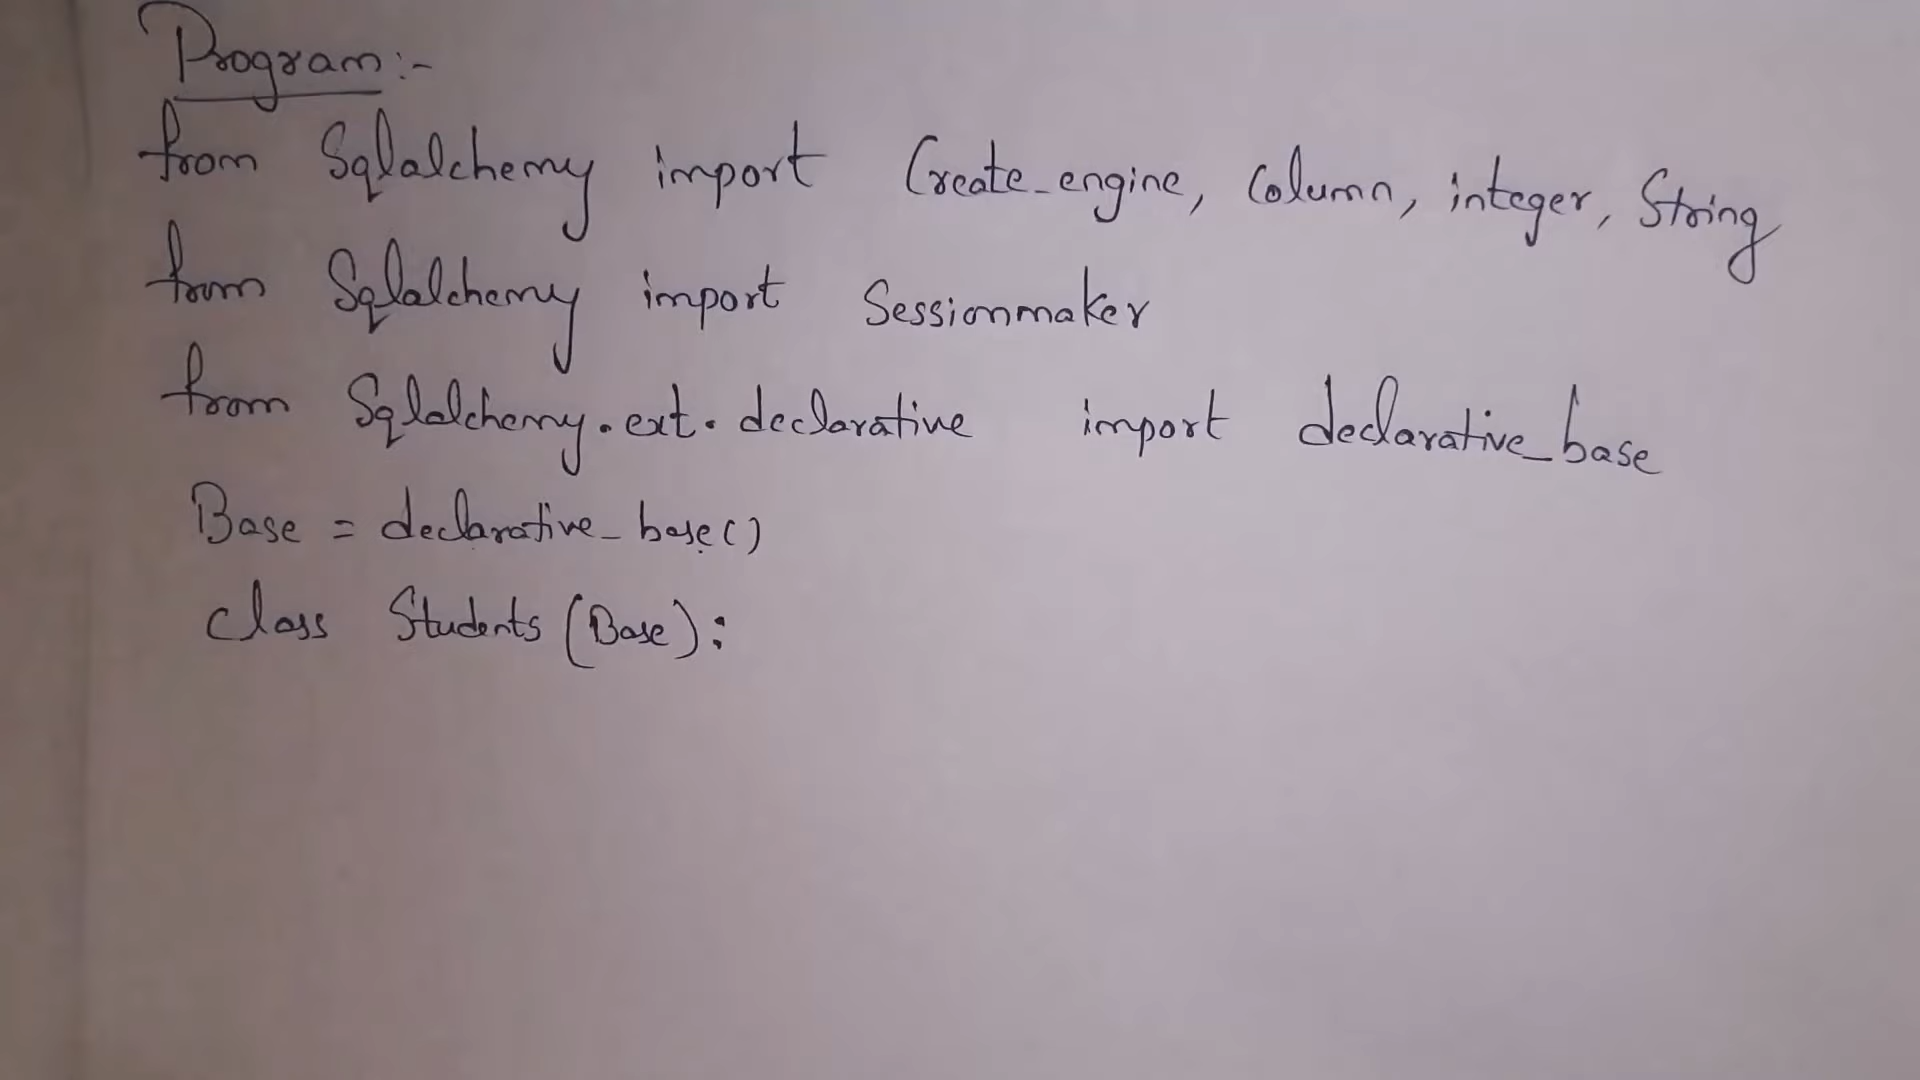 Program:-
from Sqlalchemy import Create_engine, Column, integer, String
from Sqlalchemy import Sessionmaker
from Sqlalchemy.ext.declarative import declarative_base
Base = declarative_base()
class Students (Base):